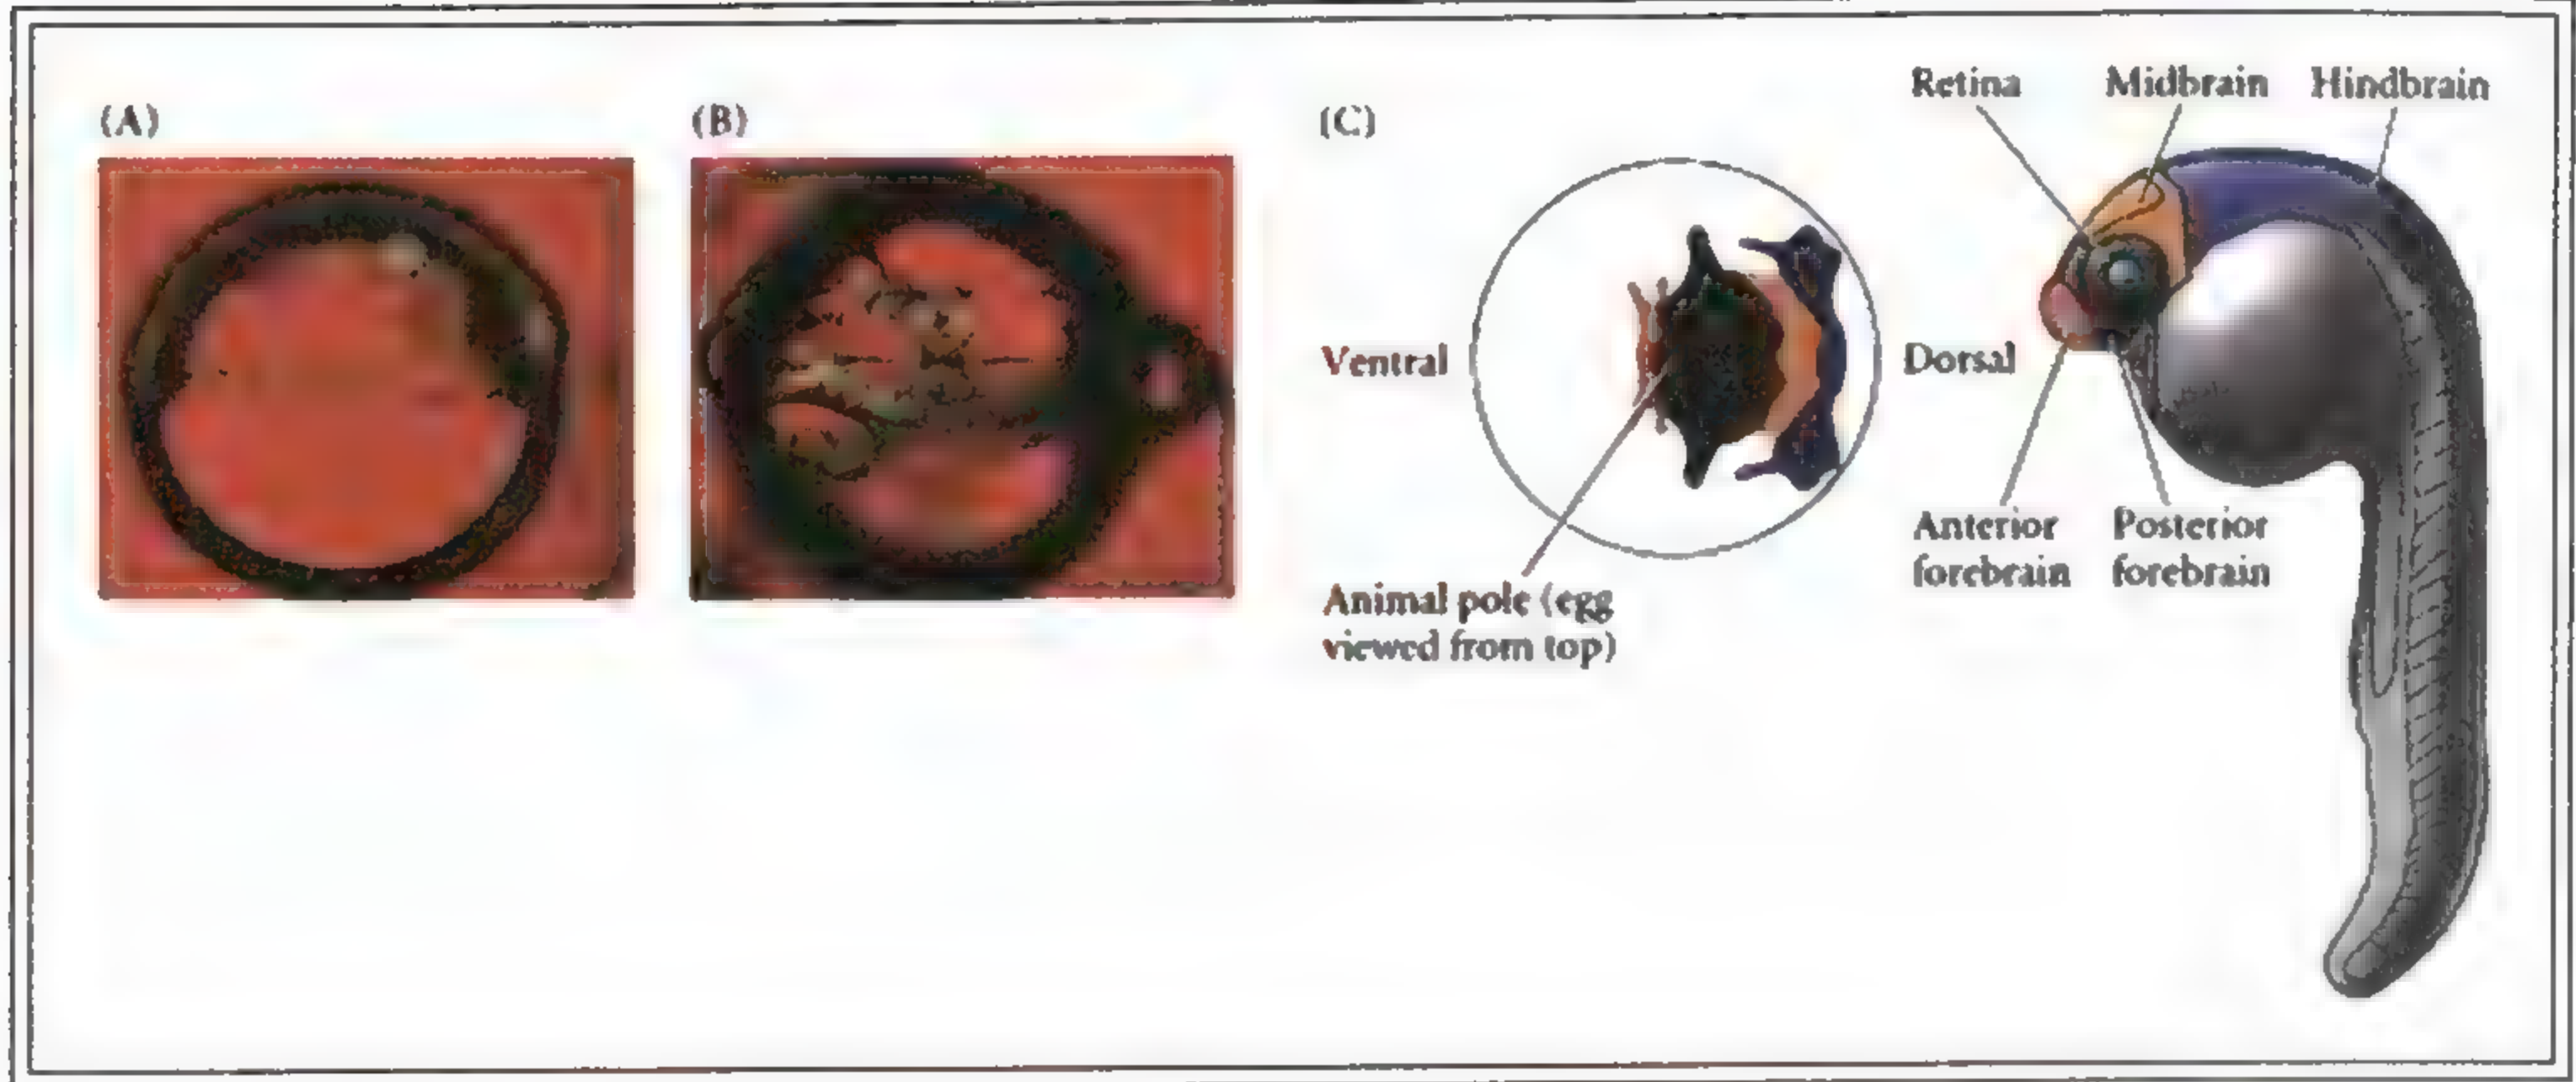 (A)
(B)
(C)
Retina
Midbrain
Hindbrain
Ventral
Dorsal
Anterior
forebrain
Posterior
forebrain
Animal pole (egg
viewed from top)